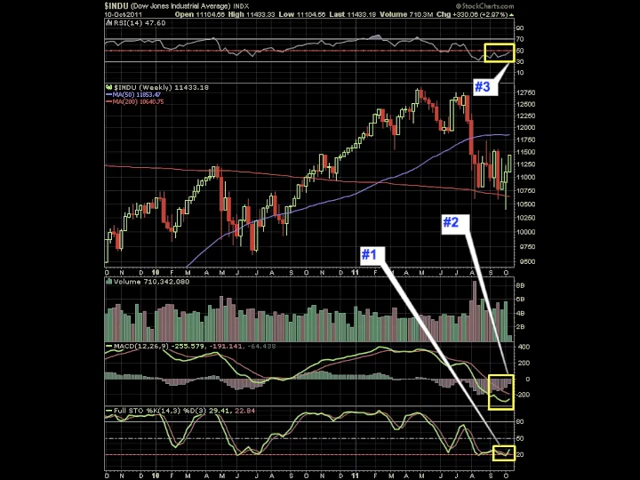 $INDU (Dow Jones Industrial Average) INDX
© StockCharts.com
10-Oct-2011 Open 11104.56 High 11433.33 Low 11104.56 Last 11433.18 Volume 710.3M Chg +330.06 (+2.97%)
RSI(14) 47.60
90
70
50
30
10
#3
$INDU (Weekly) 11433.18
MA(50) 11853.47
MA(200) 10640.75
12750
12500
12250
12000
11750
11500
11250
11000
10750
10500
10250
10000
9750
9500
#2
#1
D N D 10 F M A M J J A S O N D 11 F M A M J J A S O
Volume 710,342,080
8B
6B
4B
2B
MACD(12,26,9) -255.579, -191.141, -64.438
400
200
0
-200
Full STO %K(14,3) %D(3) 29.41, 22.84
80
50
20
D N D 10 F M A M J J A S O N D 11 F M A M J J A S O